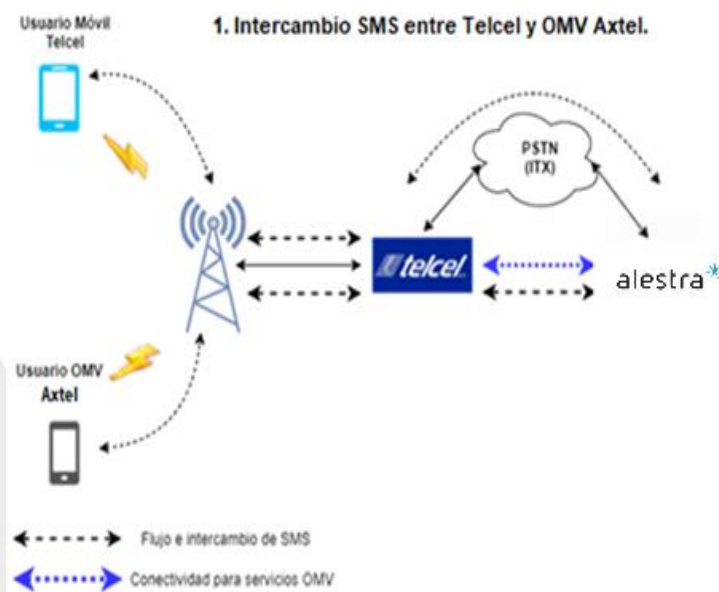 Usuario Móvil
Telcel
1. Intercambio SMS entre Telcel y OMV Axtel.
PSTN
(ITX)
telcel
alestra
Usuario OMV
Axtel
Flujo e intercambio de SMS
Conectividad para servicios OMV